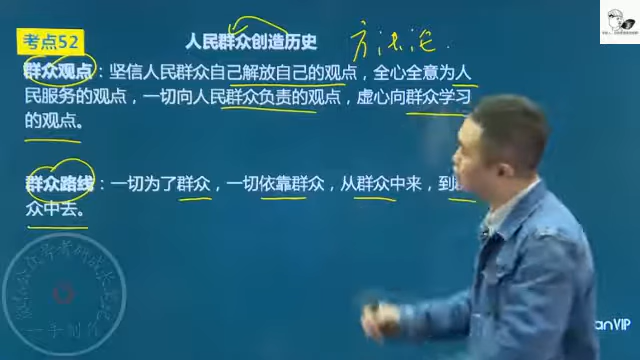 考点52
人民群众创造历史
方法论.
群众观点：坚信人民群众自己解放自己的观点，全心全意为人
民服务的观点，一切向人民群众负责的观点，虚心向群众学习
的观点。
群众路线：一切为了群众，一切依靠群众，从群众中来，到
众中去。
anVIP